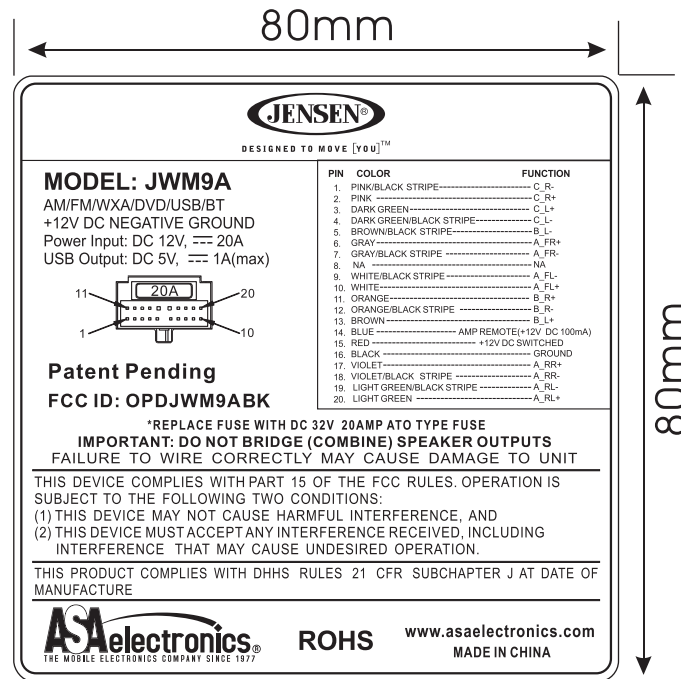 80mm
80mm
JENSEN®
DESIGNED TO MOVE [YOU]™
MODEL: JWM9A
AM/FM/WXA/DVD/USB/BT
+12V DC NEGATIVE GROUND
Power Input: DC 12V, ⎓ 20A
USB Output: DC 5V, ⎓ 1A(max)
20A
11
20
1
10
Patent Pending
FCC ID: OPDJWM9ABK
PIN COLOR FUNCTION
1. PINK/BLACK STRIPE C_R-
2. PINK C_R+
3. DARK GREEN C_L+
4. DARK GREEN/BLACK STRIPE C_L-
5. BROWN/BLACK STRIPE B_L-
6. GRAY A_FR+
7. GRAY/BLACK STRIPE A_FR-
8. NA NA
9. WHITE/BLACK STRIPE A_FL-
10. WHITE A_FL+
11. ORANGE B_R+
12. ORANGE/BLACK STRIPE B_R-
13. BROWN B_L+
14. BLUE AMP REMOTE(+12V DC 100mA)
15. RED +12V DC SWITCHED
16. BLACK GROUND
17. VIOLET A_RR+
18. VIOLET/BLACK STRIPE A_RR-
19. LIGHT GREEN/BLACK STRIPE A_RL-
20. LIGHT GREEN A_RL+
*REPLACE FUSE WITH DC 32V 20AMP ATO TYPE FUSE
IMPORTANT: DO NOT BRIDGE (COMBINE) SPEAKER OUTPUTS
FAILURE TO WIRE CORRECTLY MAY CAUSE DAMAGE TO UNIT
THIS DEVICE COMPLIES WITH PART 15 OF THE FCC RULES. OPERATION IS
SUBJECT TO THE FOLLOWING TWO CONDITIONS:
(1) THIS DEVICE MAY NOT CAUSE HARMFUL INTERFERENCE, AND
(2) THIS DEVICE MUST ACCEPT ANY INTERFERENCE RECEIVED, INCLUDING
INTERFERENCE THAT MAY CAUSE UNDESIRED OPERATION.
THIS PRODUCT COMPLIES WITH DHHS RULES 21 CFR SUBCHAPTER J AT DATE OF
MANUFACTURE
ASA electronics®
THE MOBILE ELECTRONICS COMPANY SINCE 1977
ROHS
www.asaelectronics.com
MADE IN CHINA